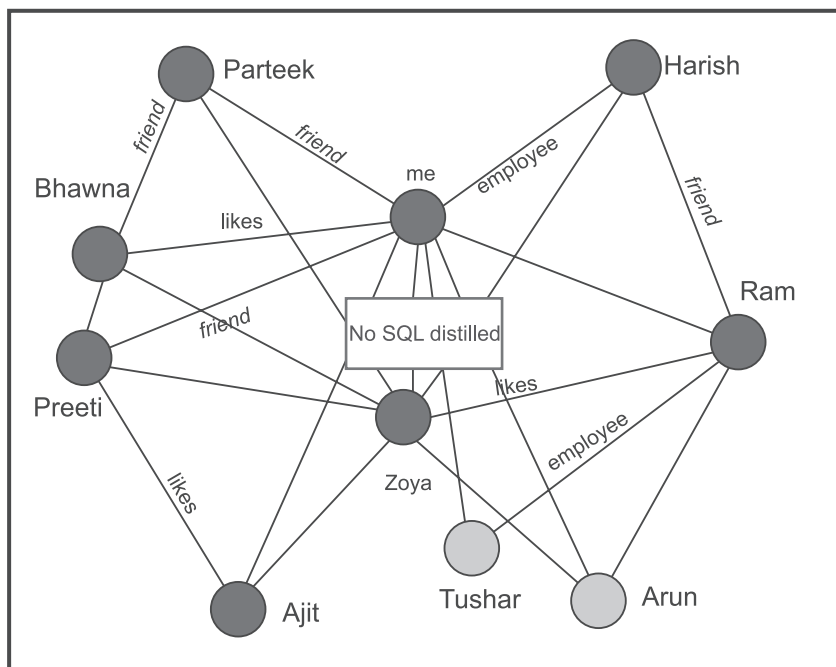 Parteek
Harish
friend
friend
employee
me
Bhawna
likes
friend
Ram
No SQL distilled
friend
likes
Preeti
employee
likes
Zoya
Tushar
Arun
Ajit